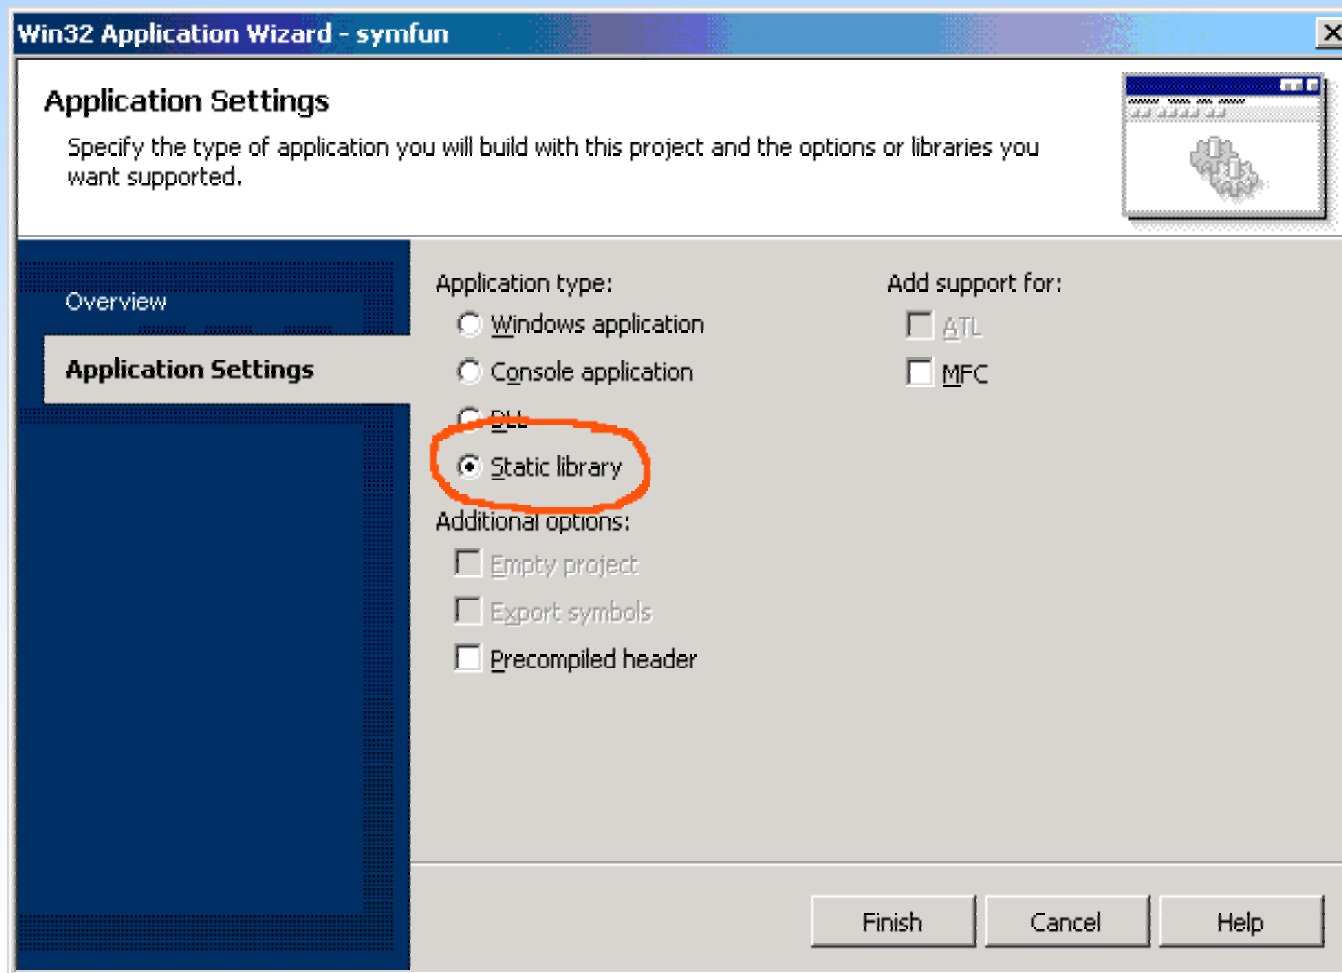 Win32 Application Wizard - symfun
Application Settings
Specify the type of application you will build with this project and the options or libraries you
want supported.
Overview
Application Settings
Application type:
Windows application
Console application
DLL
Static library
Additional options:
Empty project
Export symbols
Precompiled header
Add support for:
ATL
MFC
Finish
Cancel
Help